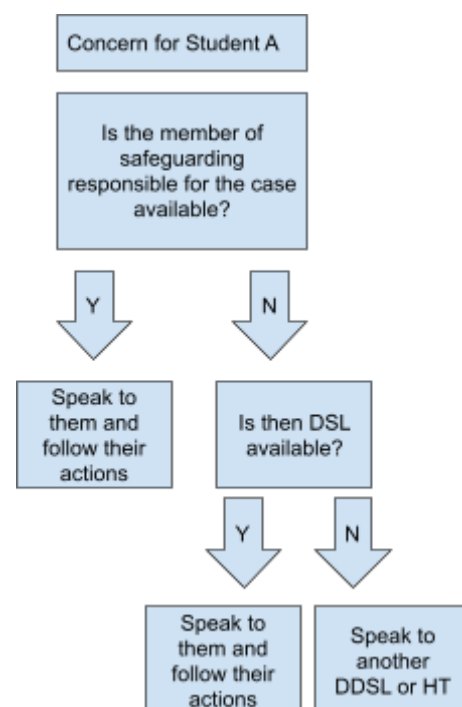 Concern for Student A
Is the member of
safeguarding
responsible for the case
available?
Y
N
Speak to
them and
follow their
actions
Is then DSL
available?
Y
N
Speak to
them and
follow their
actions
Speak to
another
DDSL or HT